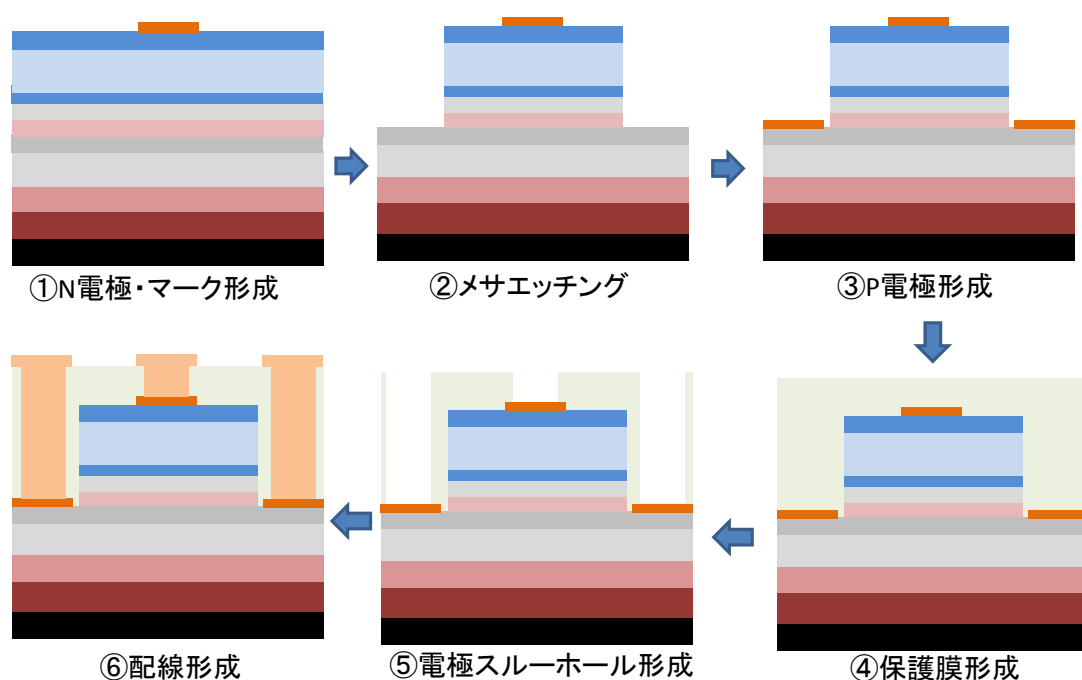 ①N電極・マーク形成
②メサエッチング
③P電極形成
④保護膜形成
⑤電極スルーホール形成
⑥配線形成